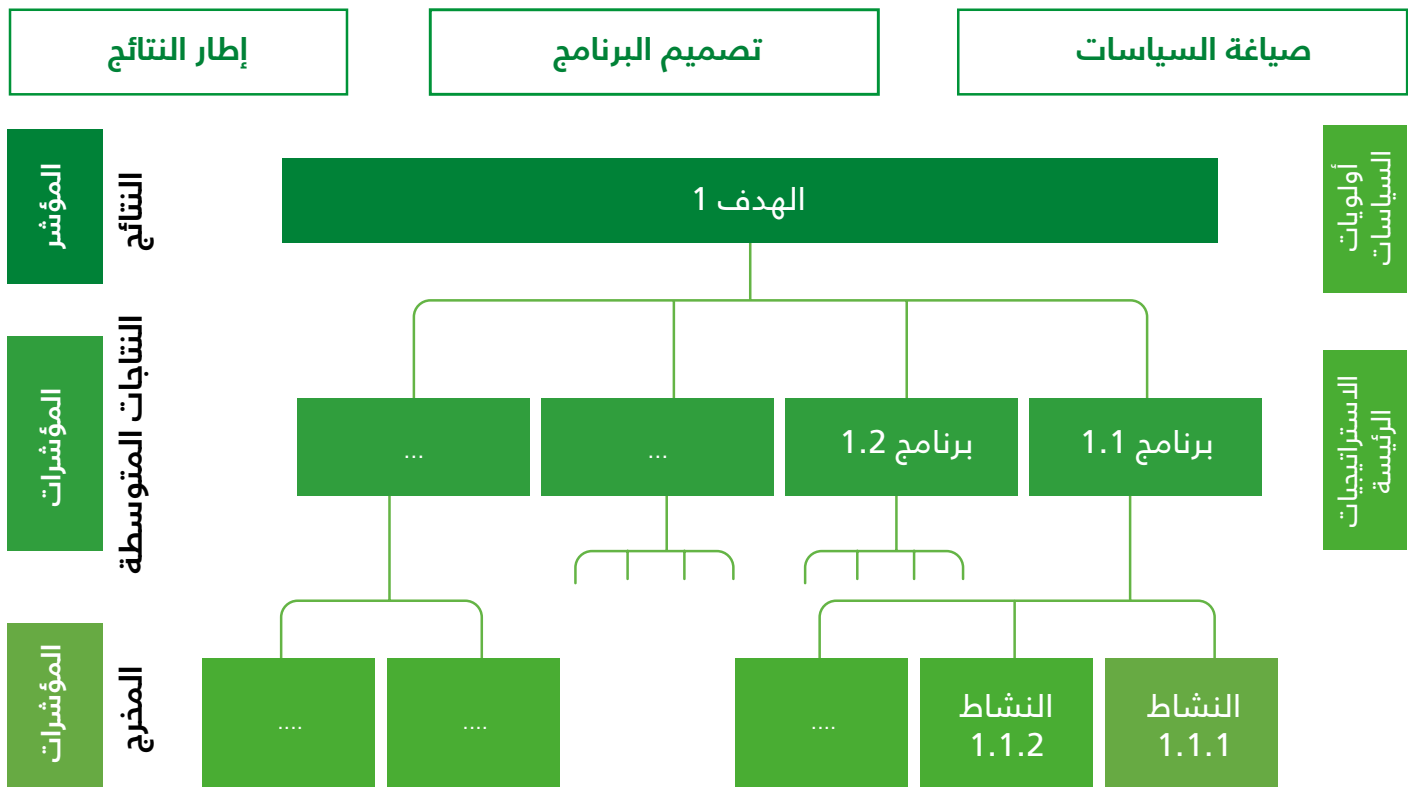 صياغة السياسات
تصميم البرنامج
إطار النتائج
أولويات
السياسات
الهدف 1
النتائج
المؤشر
الاستراتيجيات
الرئيسة
برنامج 1.1
برنامج 1.2
...
...
النتاجات المتوسطة
المؤشرات
النشاط
1.1.1
النشاط
1.1.2
....
....
....
المخرج
المؤشرات